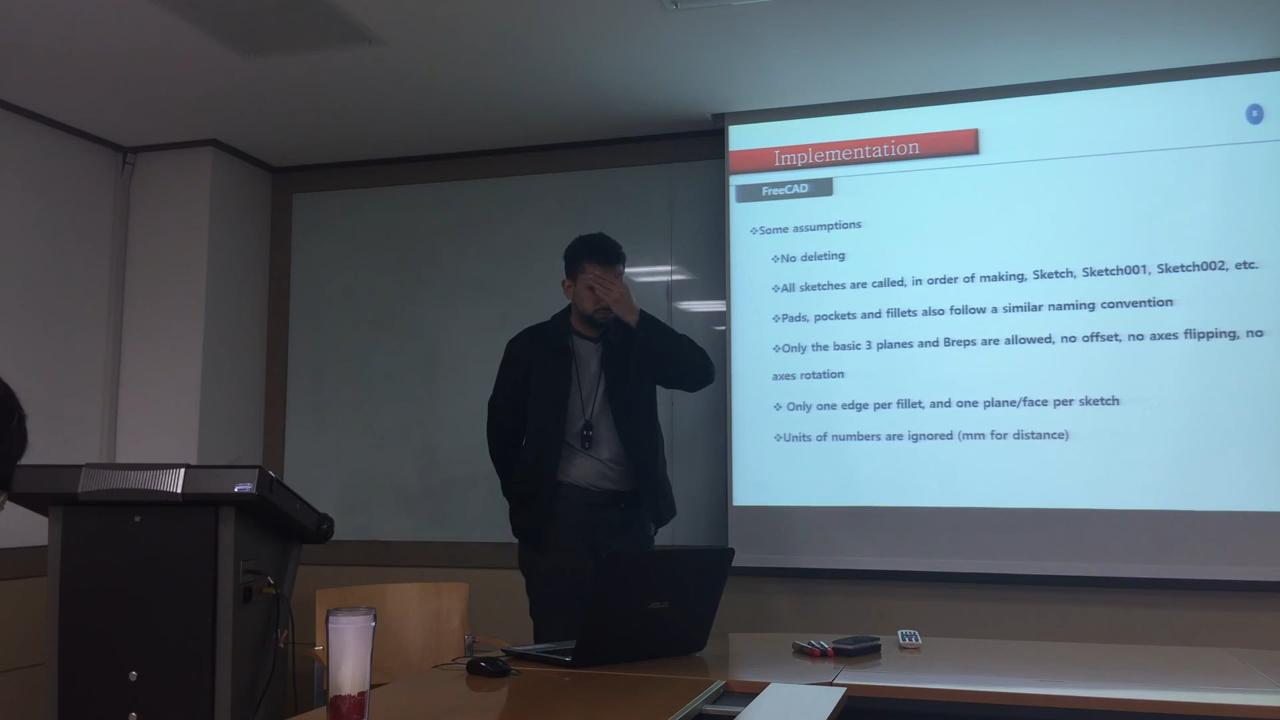 Implementation
FreeCAD
❖Some assumptions
❖No deleting
❖All sketches are called, in order of making, Sketch, Sketch001, Sketch002, etc.
❖Pads, pockets and fillets also follow a similar naming convention
❖Only the basic 3 planes and Breps are allowed, no offset, no axes flipping, no
axes rotation
❖ Only one edge per fillet, and one plane/face per sketch
❖Units of numbers are ignored (mm for distance)